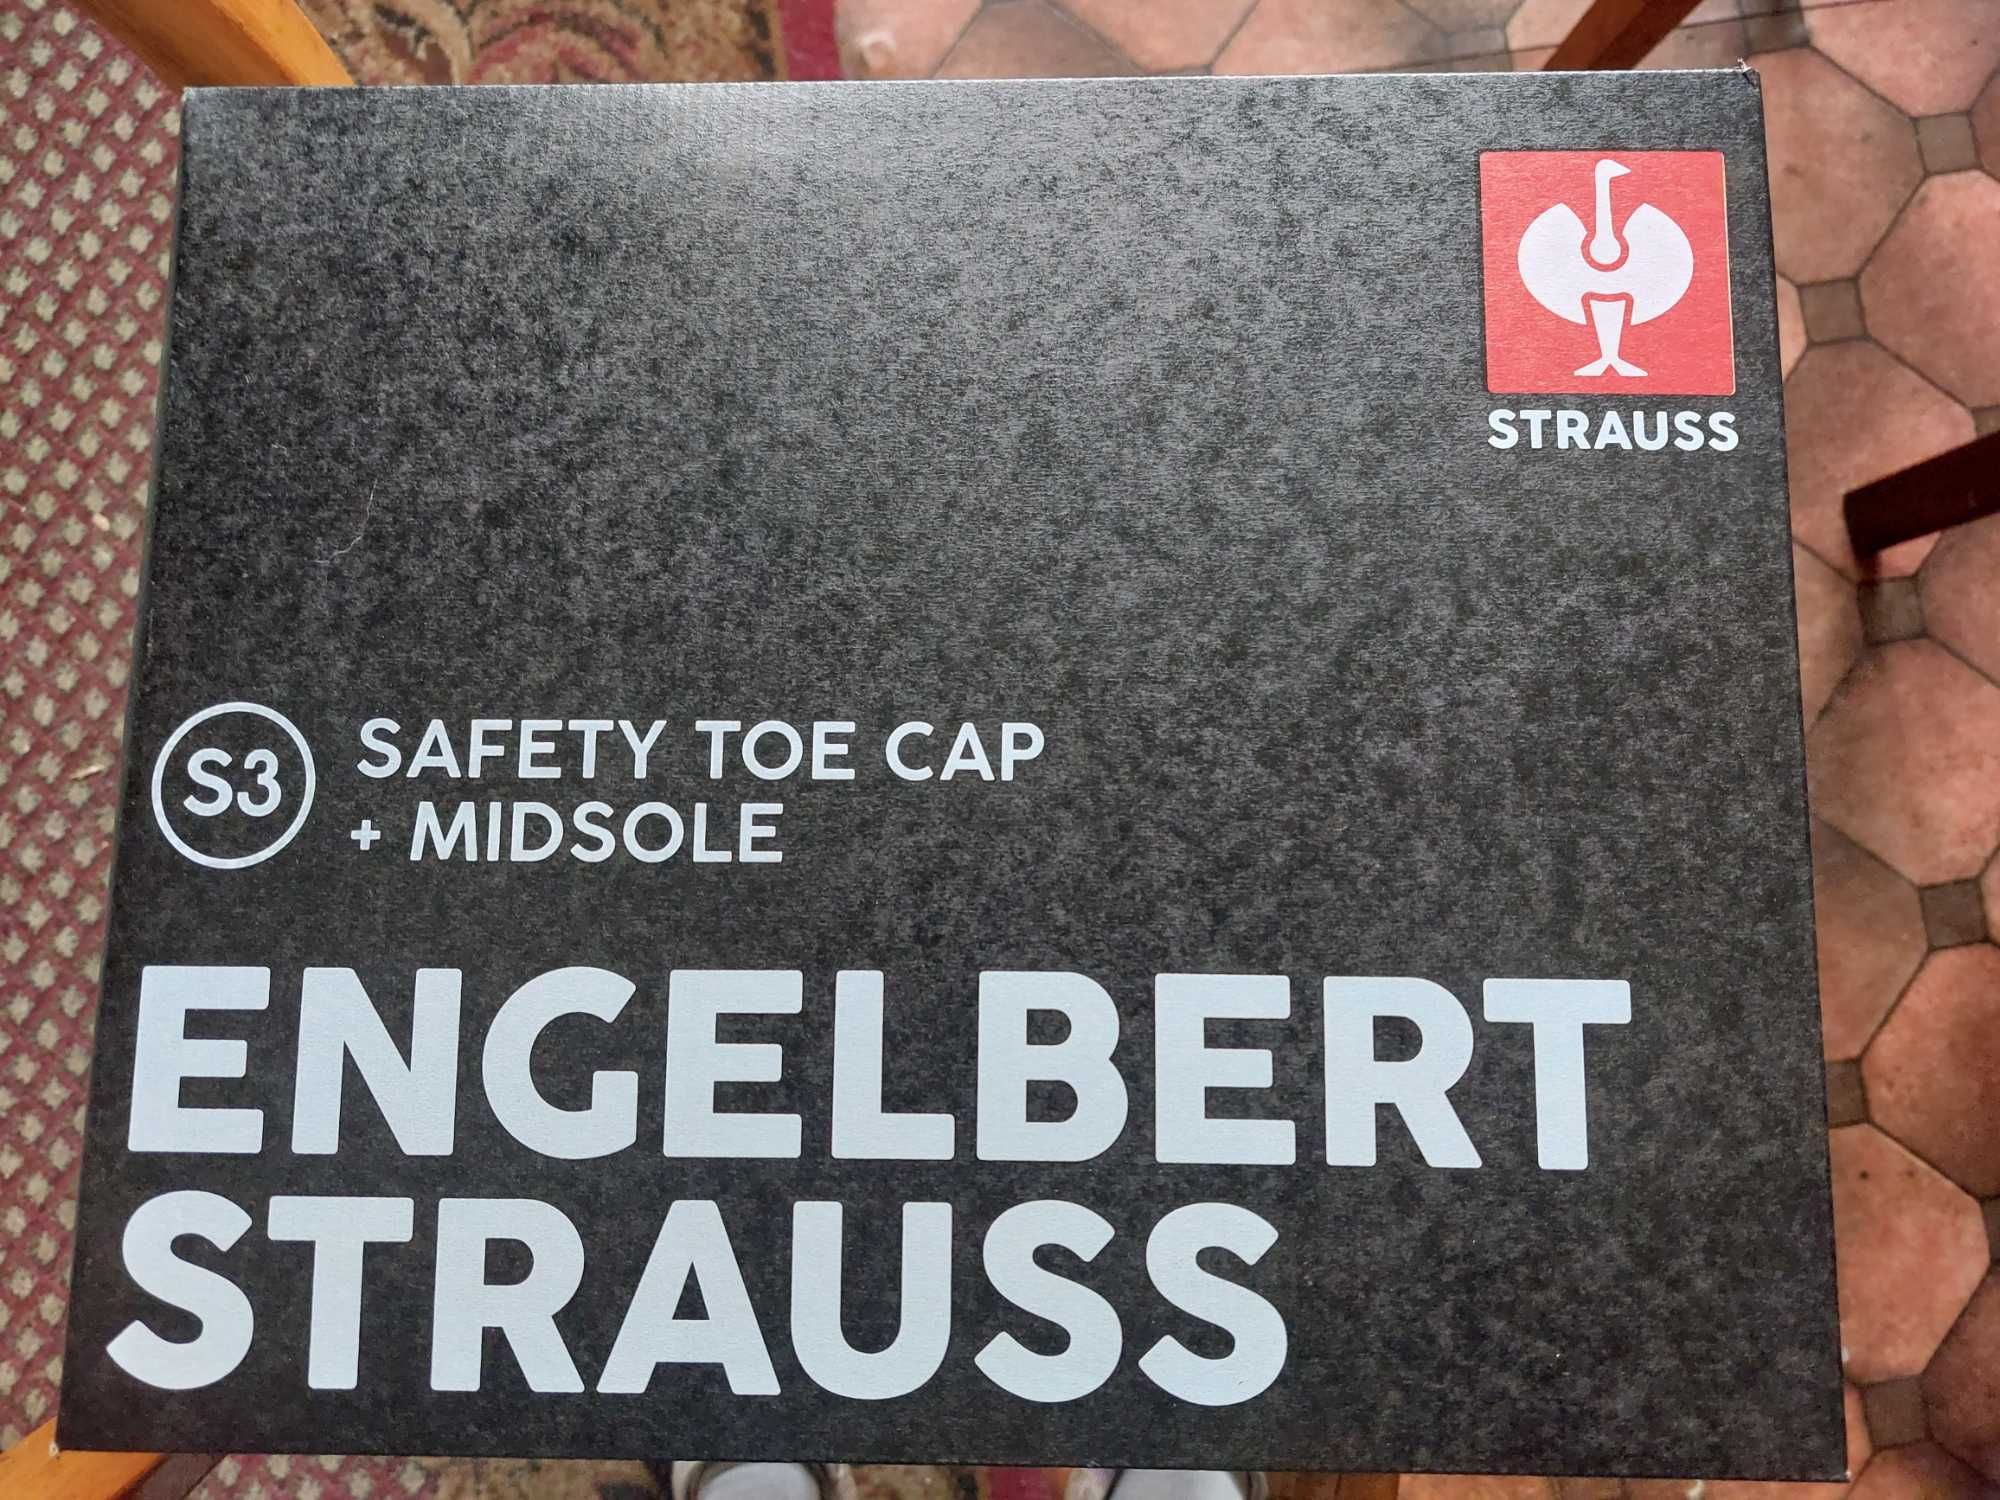 STRAUSS
S3 SAFETY TOE CAP
+ MIDSOLE
ENGELBERT
STRAUSS